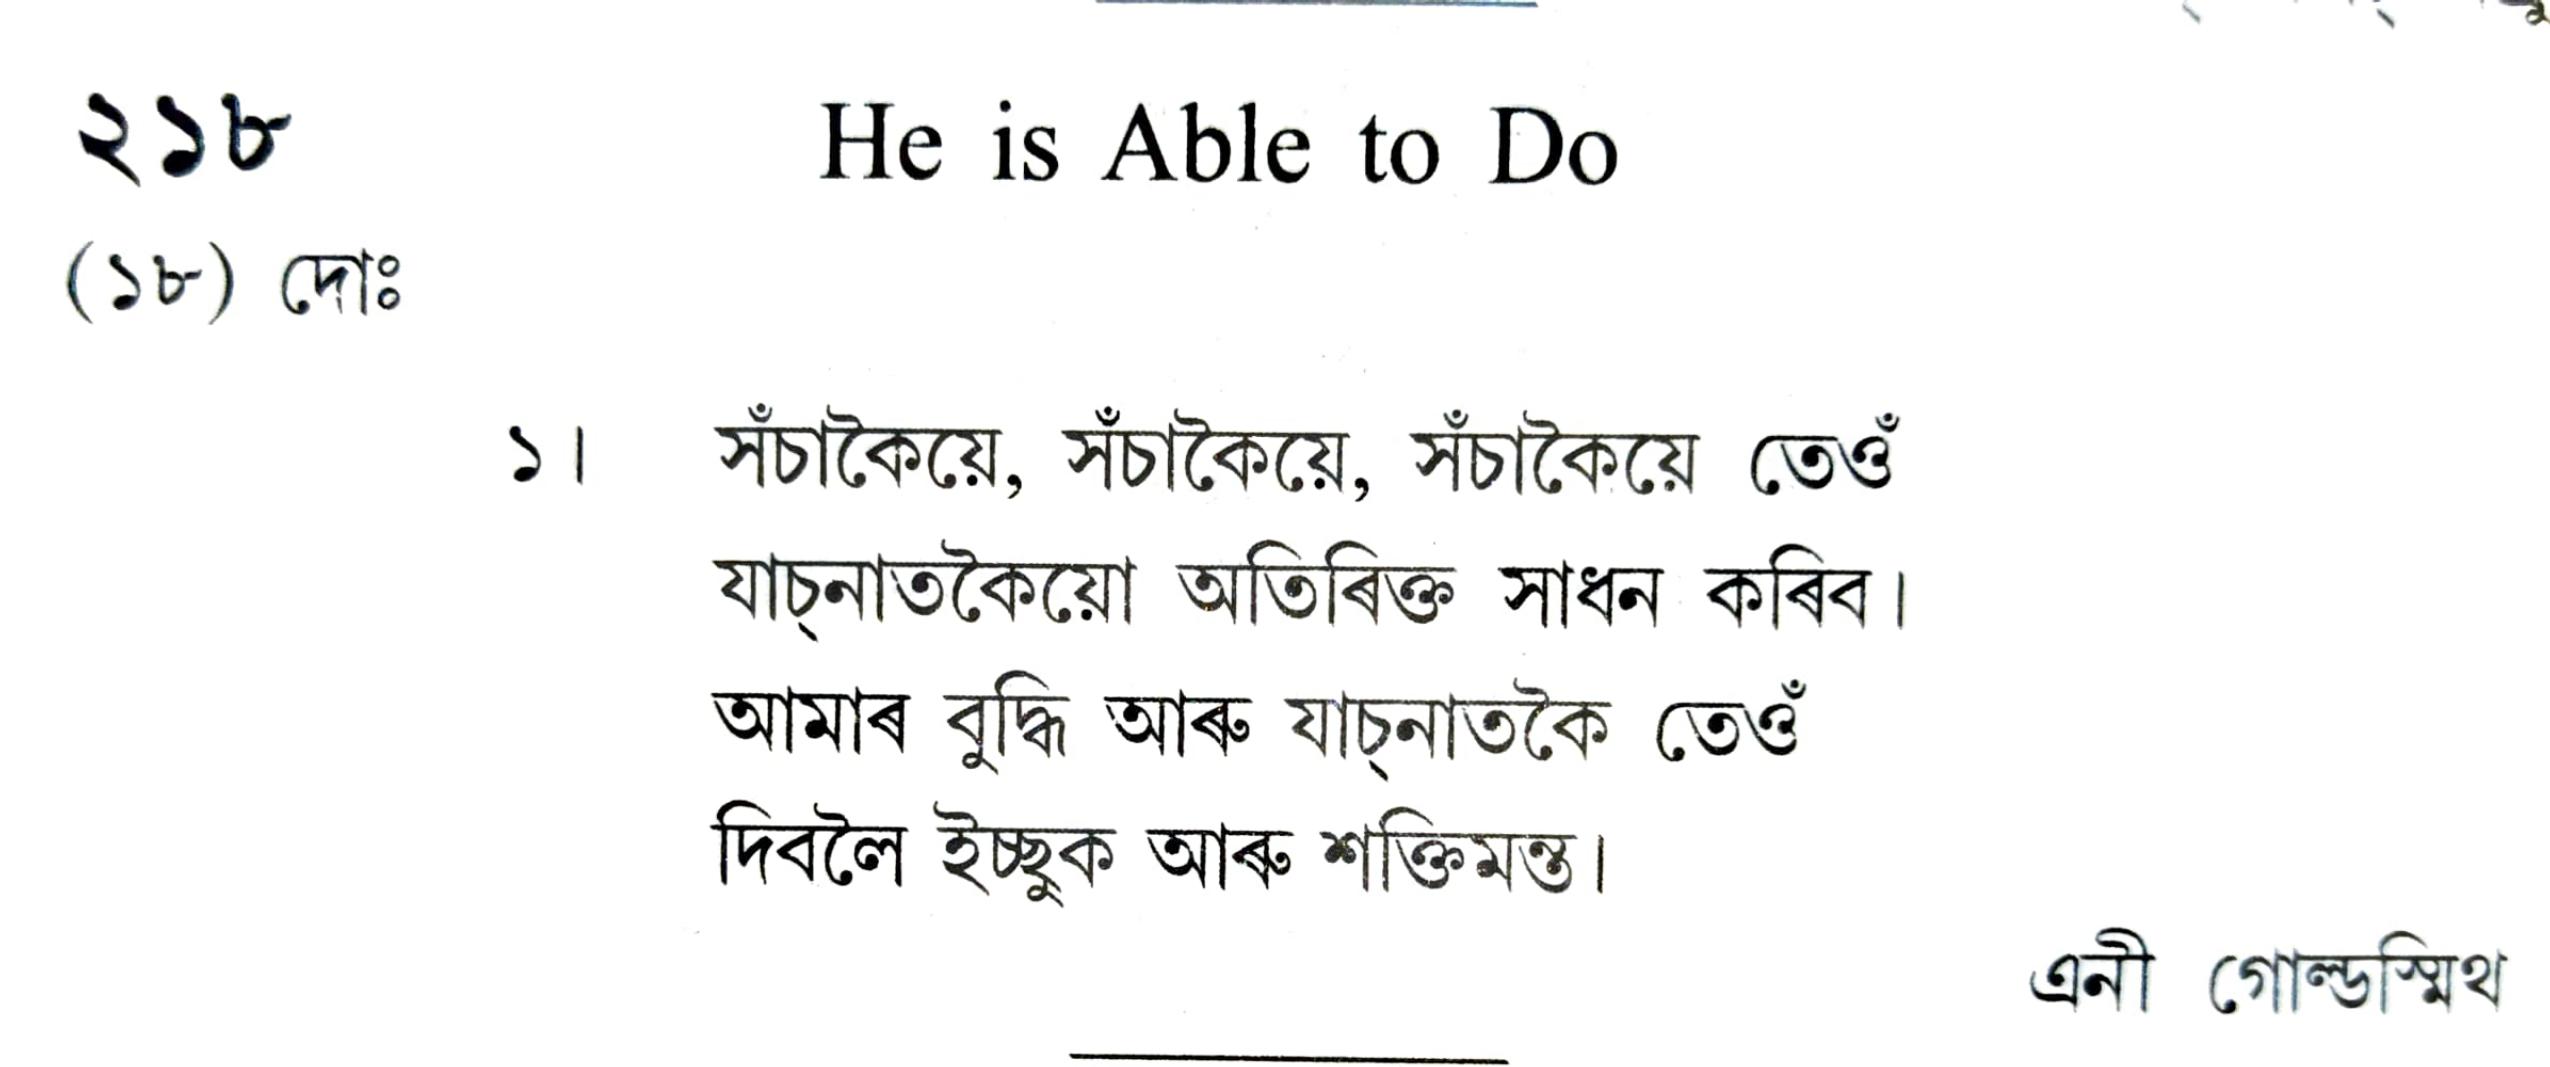 ২১৮ He is Able to Do
(১৮) দোঃ
১। সঁচাকৈয়ে, সঁচাকৈয়ে, সঁচাকৈয়ে তেওঁ
যাচ্‌নাতকৈয়ো অতিৰিক্ত সাধন কৰিব।
আমাৰ বুদ্ধি আৰু যাচ্‌নাতকৈ তেওঁ
দিবলৈ ইচ্ছুক আৰু শক্তিমন্ত।
এনী গোল্ডস্মিথ